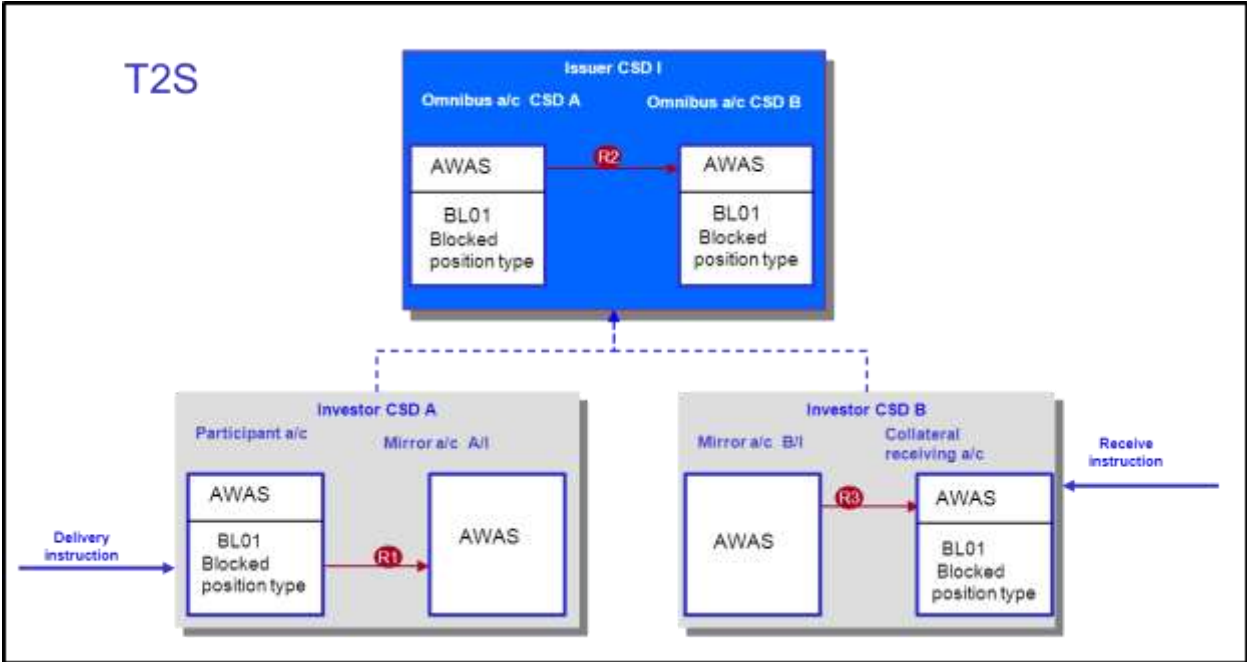 T2S
Issuer CSD I
Omnibus a/c CSD A
Omnibus a/c CSD B
AWAS
R2
AWAS
BL01
Blocked
position type
BL01
Blocked
position type
Investor CSD A
Participant a/c
Mirror a/c A/I
AWAS
BL01
Blocked
position type
R1
AWAS
Delivery
instruction
Investor CSD B
Mirror a/c B/I
Collateral
receiving a/c
AWAS
R3
AWAS
BL01
Blocked
position type
Receive
instruction